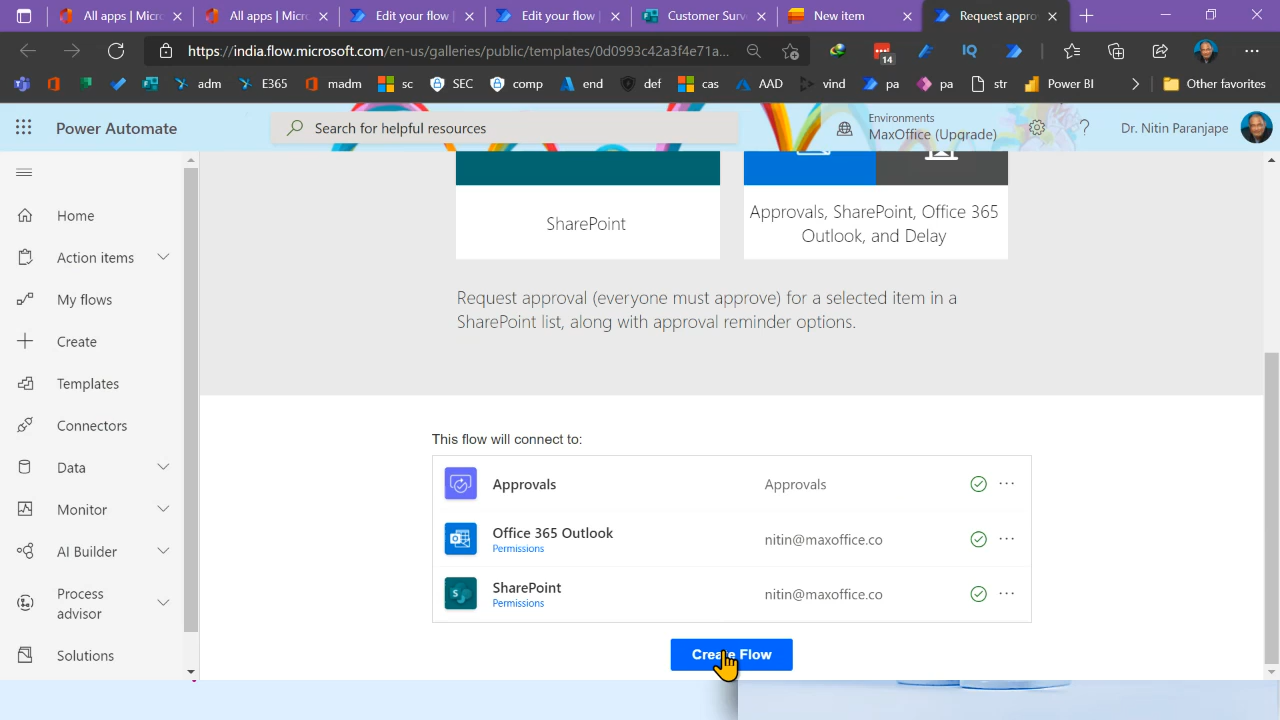 All apps | Micr
All apps | Micr
Edit your flow
Edit your flow
Customer Surv
New item
Request appro
https://india.flow.microsoft.com/en-us/galleries/public/templates/0d0993c42a3f4e71a...
14
IQ
adm
E365
madm
sc
SEC
comp
end
def
cas
AAD
vind
pa
pa
str
Power BI
Other favorites
Power Automate
Search for helpful resources
Environments
MaxOffice (Upgrade)
?
Dr. Nitin Paranjape
Home
Action items
My flows
Create
Templates
Connectors
Data
Monitor
AI Builder
Process
advisor
Solutions
SharePoint
Approvals, SharePoint, Office 365
Outlook, and Delay
Request approval (everyone must approve) for a selected item in a
SharePoint list, along with approval reminder options.
This flow will connect to:
Approvals
Approvals
...
Office 365 Outlook
Permissions
nitin@maxoffice.co
...
SharePoint
Permissions
nitin@maxoffice.co
...
Create Flow